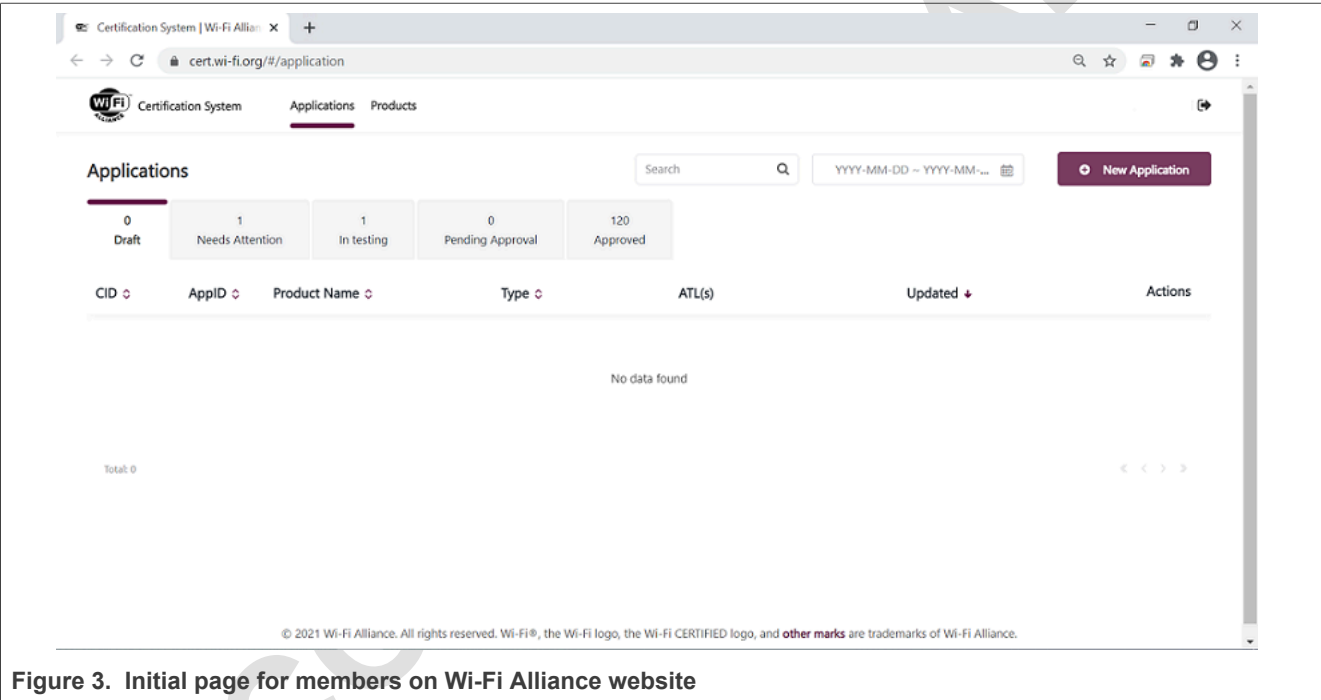 Certification System | Wi-Fi Allian
cert.wi-fi.org/#/application
Wi Fi ALLIANCE Certification System Applications Products
Applications Search YYYY-MM-DD ~ YYYY-MM-... New Application
0 1 1 0 120
Draft Needs Attention In testing Pending Approval Approved
CID AppID Product Name Type ATL(s) Updated Actions
No data found
Total: 0
© 2021 Wi-Fi Alliance. All rights reserved. Wi-Fi®, the Wi-Fi logo, the Wi-Fi CERTIFIED logo, and other marks are trademarks of Wi-Fi Alliance.
Figure 3. Initial page for members on Wi-Fi Alliance website